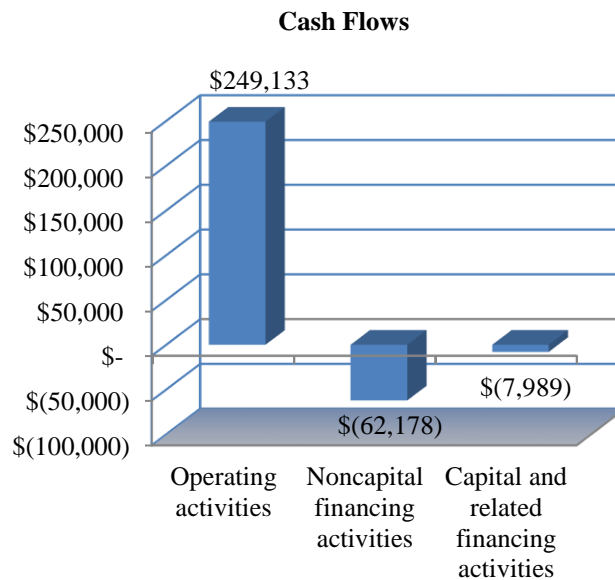 Cash Flows
$249,133
$250,000
$200,000
$150,000
$100,000
$50,000
$-
$(50,000)
$(100,000)
$(7,989)
$(62,178)
Operating
activities
Noncapital
financing
activities
Capital and
related
financing
activities